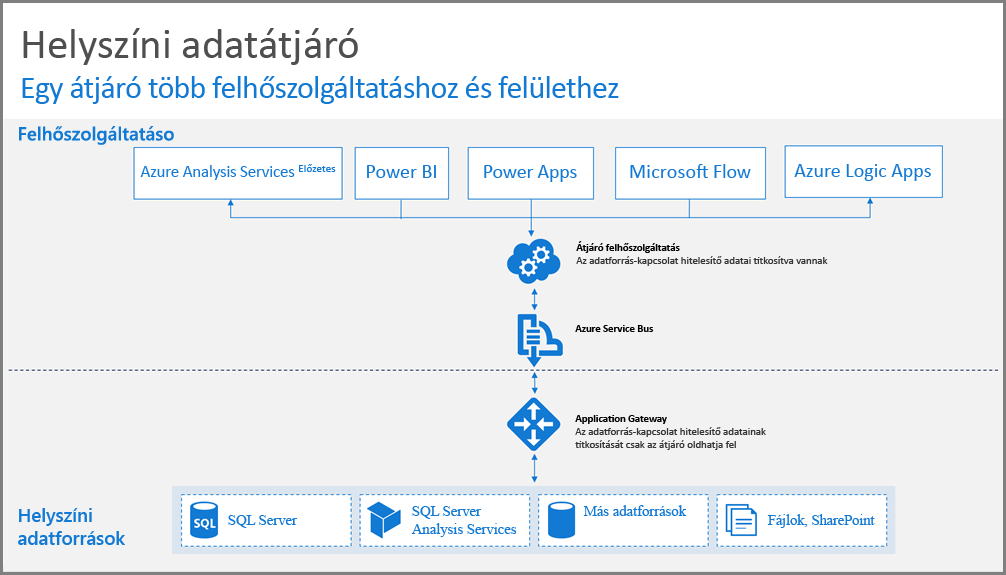 Helyszíni adatátjáró
Egy átjáró több felhőszolgáltatáshoz és felülethez
Felhőszolgáltatáso
Azure Analysis Services Előzetes
Power BI
Power Apps
Microsoft Flow
Azure Logic Apps
Átjáró felhőszolgáltatás
Az adatforrás-kapcsolat hitelesítő adatai titkosítva vannak
Azure Service Bus
Application Gateway
Az adatforrás-kapcsolat hitelesítő adatainak
titkosítását csak az átjáró oldhatja fel
Helyszíni
adatforrások
SQL
SQL Server
SQL Server
Analysis Services
Más adatforrások
Fájlok, SharePoint